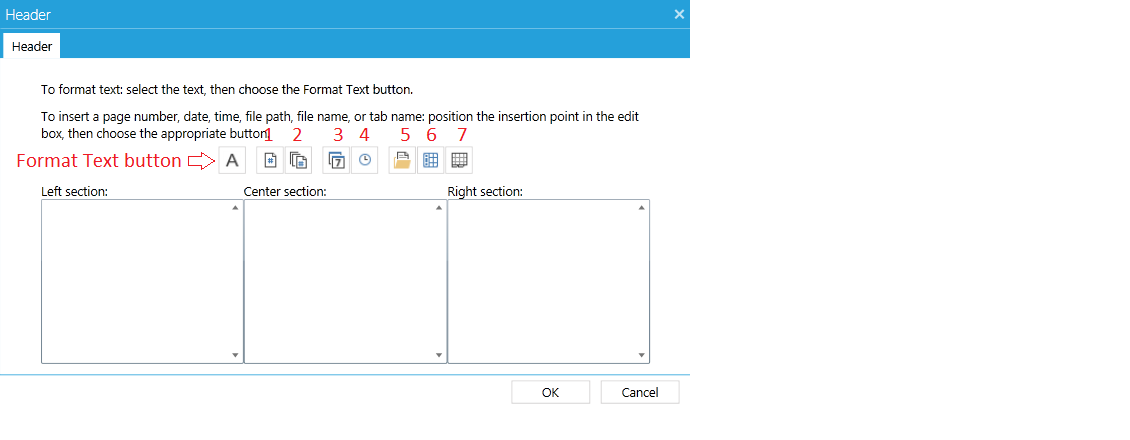 Header
Header
To format text: select the text, then choose the Format Text button.
To insert a page number, date, time, file path, file name, or tab name: position the insertion point in the edit
box, then choose the appropriate button.
1 2 3 4 5 6 7
Format Text button A # # 7
Left section: Center section: Right section:
OK Cancel